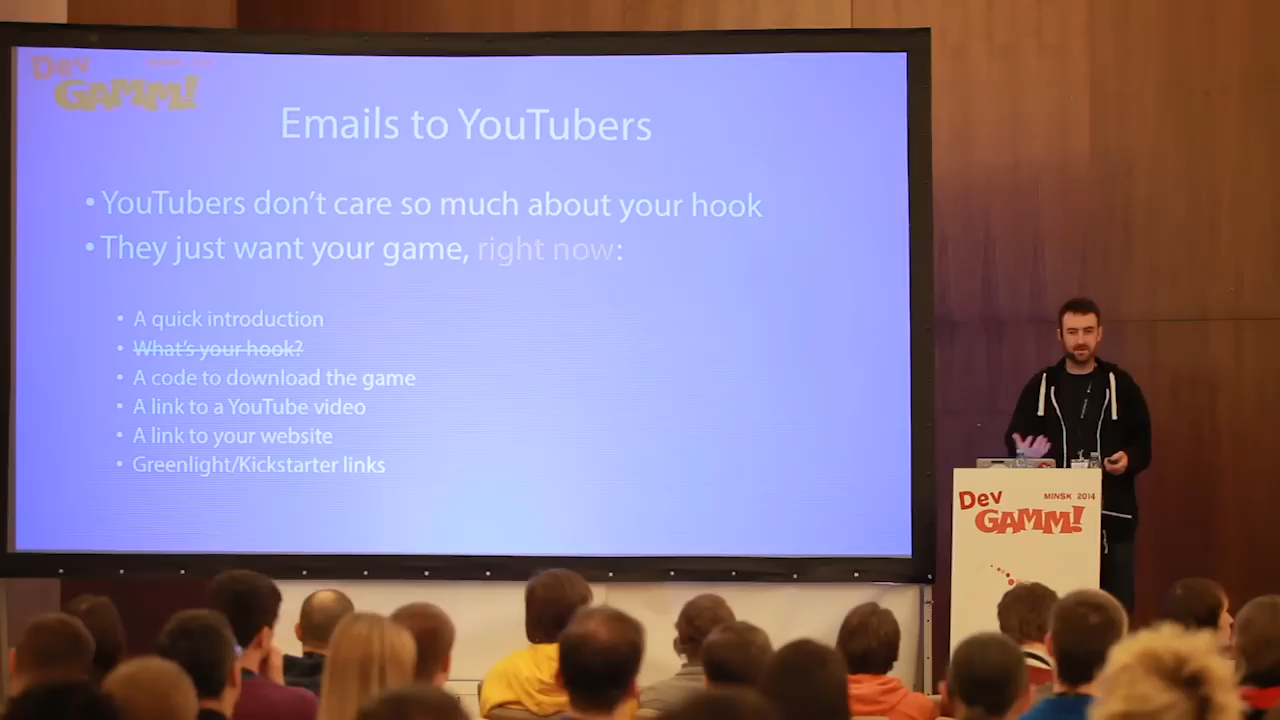 Dev
GAMM!
Emails to YouTubers
• YouTubers don't care so much about your hook
• They just want your game, right now:
• A quick introduction
• What's your hook?
• A code to download the game
• A link to a YouTube video
• A link to your website
• Greenlight/Kickstarter links
Dev MINSK 2014
GAMM!